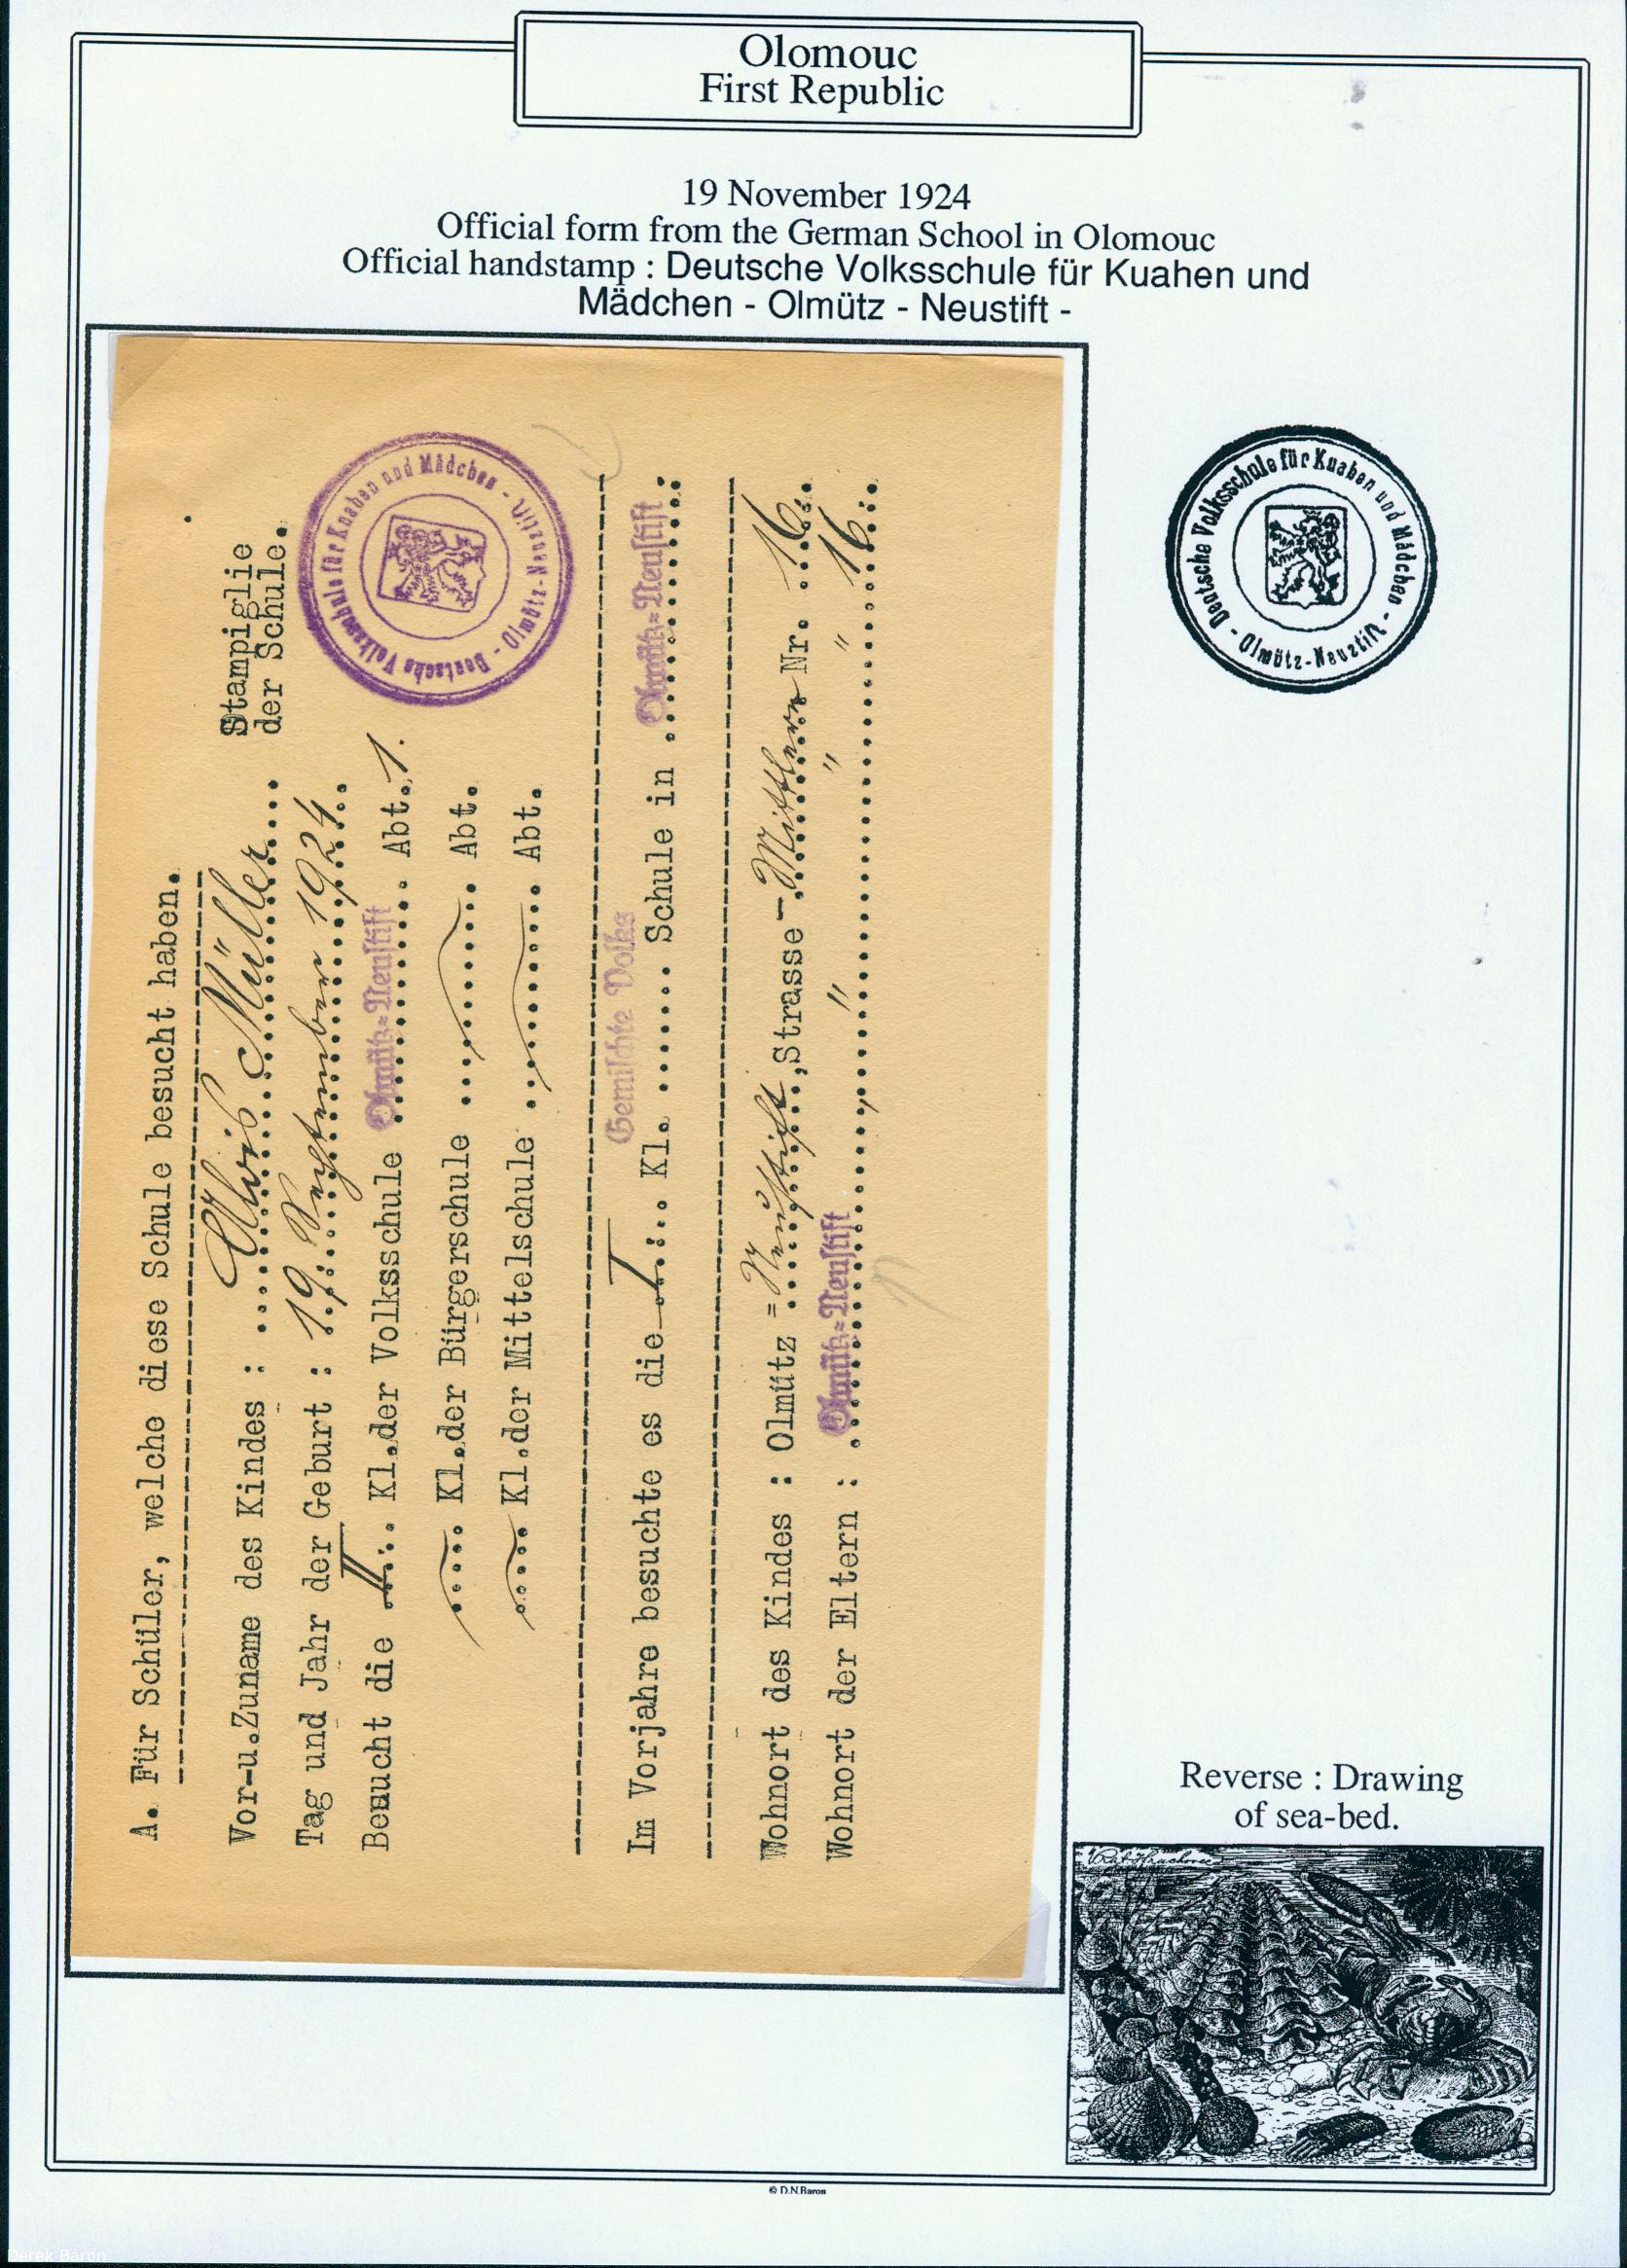 Olomouc
First Republic
19 November 1924
Official form from the German School in Olomouc
Official handstamp : Deutsche Volksschule für Kuahen und
Mädchen - Olmütz - Neustift -
A. Für Schüler, welche diese Schule besucht haben.
Stampiglie
der Schule.
Vor-u.Zuname des Kindes : Alois Müller
Tag und Jahr der Geburt : 19. September 1924.
Besucht die II. Kl.der Volksschule Olmütz=Neustift Abt. 1.
Kl.der Bürgerschule Abt.
Kl.der Mittelschule Abt.
Deutsche Volksschule für Knaben und Mädchen - Olmütz-Neustift -
Im Vorjahre besuchte es die I. Kl. Gemischte Volks Schule in Olmütz=Neustift
Wohnort des Kindes : Olmütz = Neustift, Strasse - Mittlere Nr. 16.
Wohnort der Eltern : Olmütz=Neustift, " " " " 16.
Deutsche Volksschule für Knaben und Mädchen - Olmütz-Neustift -
Reverse : Drawing
of sea-bed.
© D.N.Baron
Derek Baron